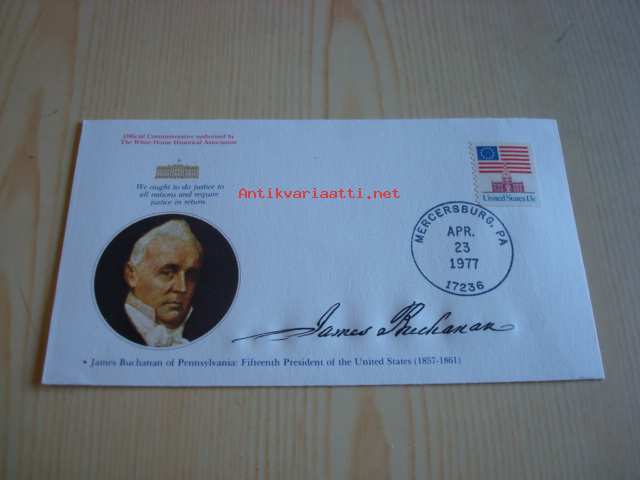 Official Commemorative authorized by
The White House Historical Association
We ought to do justice to
all nations and require
justice in return.
Antikvariaatti.net
United States 13c
MERCERSBURG, PA
APR.
23
1977
17236
James Buchanan
James Buchanan of Pennsylvania: Fifteenth President of the United States (1857-1861)